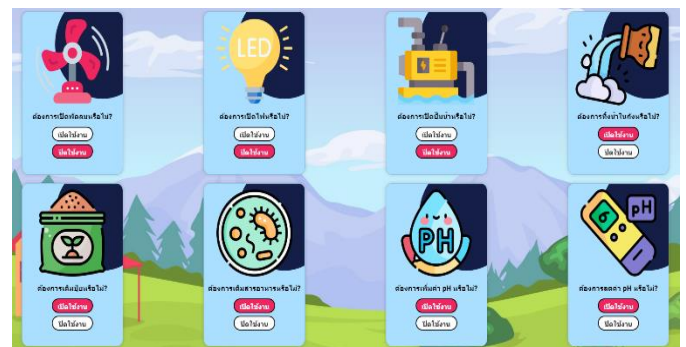 LED
ต้องการเปิดพัดลมหรือไม่?
เปิดใช้งาน
ปิดใช้งาน
ต้องการเปิดไฟหรือไม่?
เปิดใช้งาน
ปิดใช้งาน
ต้องการเปิดปั๊มน้ำหรือไม่?
เปิดใช้งาน
ปิดใช้งาน
ต้องการทิ้งน้ำในถังหรือไม่?
เปิดใช้งาน
ปิดใช้งาน
ต้องการเติมปุ๋ยหรือไม่?
เปิดใช้งาน
ปิดใช้งาน
ต้องการเติมสารอาหารหรือไม่?
เปิดใช้งาน
ปิดใช้งาน
PH
ต้องการเพิ่มค่า pH หรือไม่?
เปิดใช้งาน
ปิดใช้งาน
6
pH
ต้องการลดค่า pH หรือไม่?
เปิดใช้งาน
ปิดใช้งาน